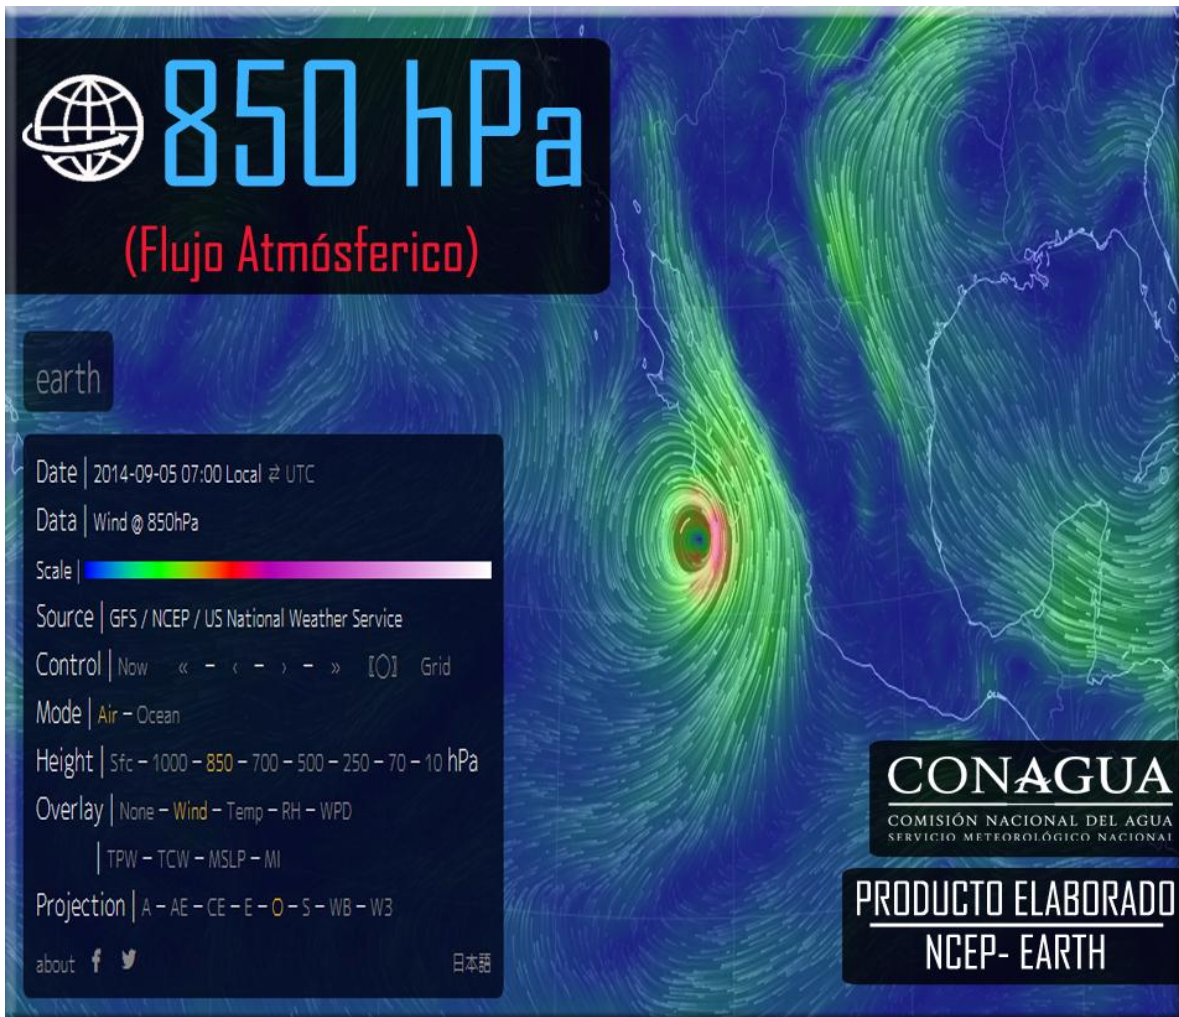 850 hPa
(Flujo Atmósferico)
earth
Date | 2014-09-05 07:00 Local ⇄ UTC
Data | Wind @ 850hPa
Scale |
Source | GFS / NCEP / US National Weather Service
Control | Now « – ‹ – › – » 〖◯〗 Grid
Mode | Air – Ocean
Height | Sfc – 1000 – 850 – 700 – 500 – 250 – 70 – 10 hPa
Overlay | None – Wind – Temp – RH – WPD
| TPW – TCW – MSLP – MI
Projection | A – AE – CE – E – O – S – WB – W3
about f 日本語
CONAGUA
COMISIÓN NACIONAL DEL AGUA
SERVICIO METEOROLÓGICO NACIONAL
PRODUCTO ELABORADO
NCEP- EARTH